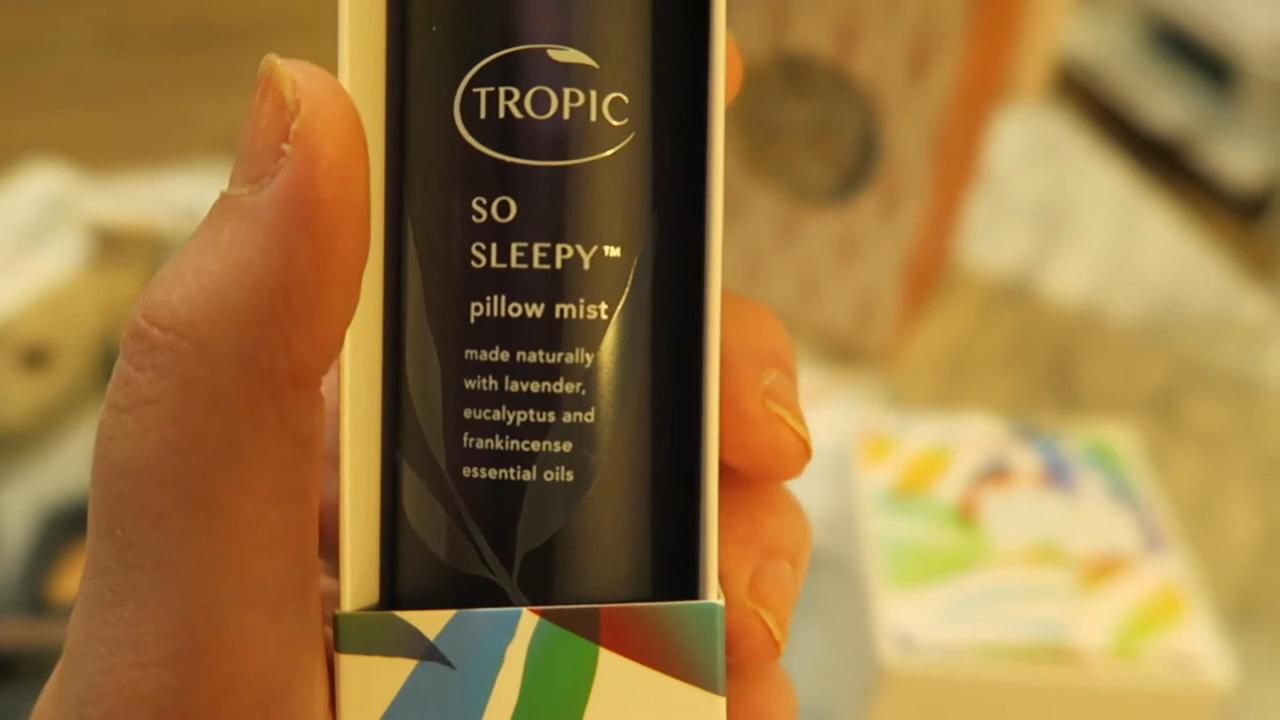 TROPIC
SO
SLEEPY™
pillow mist
made naturally
with lavender,
eucalyptus and
frankincense
essential oils